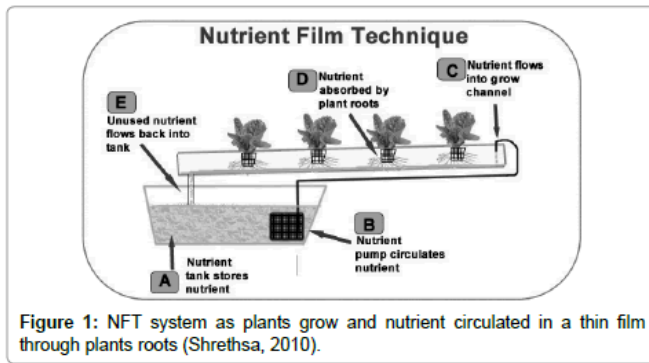 Nutrient Film Technique
E
Unused nutrient
flows back into
tank
D
Nutrient
absorbed by
plant roots
C
Nutrient flows
into grow
channel
B
Nutrient
pump circulates
nutrient
A
Nutrient
tank stores
nutrient
Figure 1: NFT system as plants grow and nutrient circulated in a thin film
through plants roots (Shrethsa, 2010).